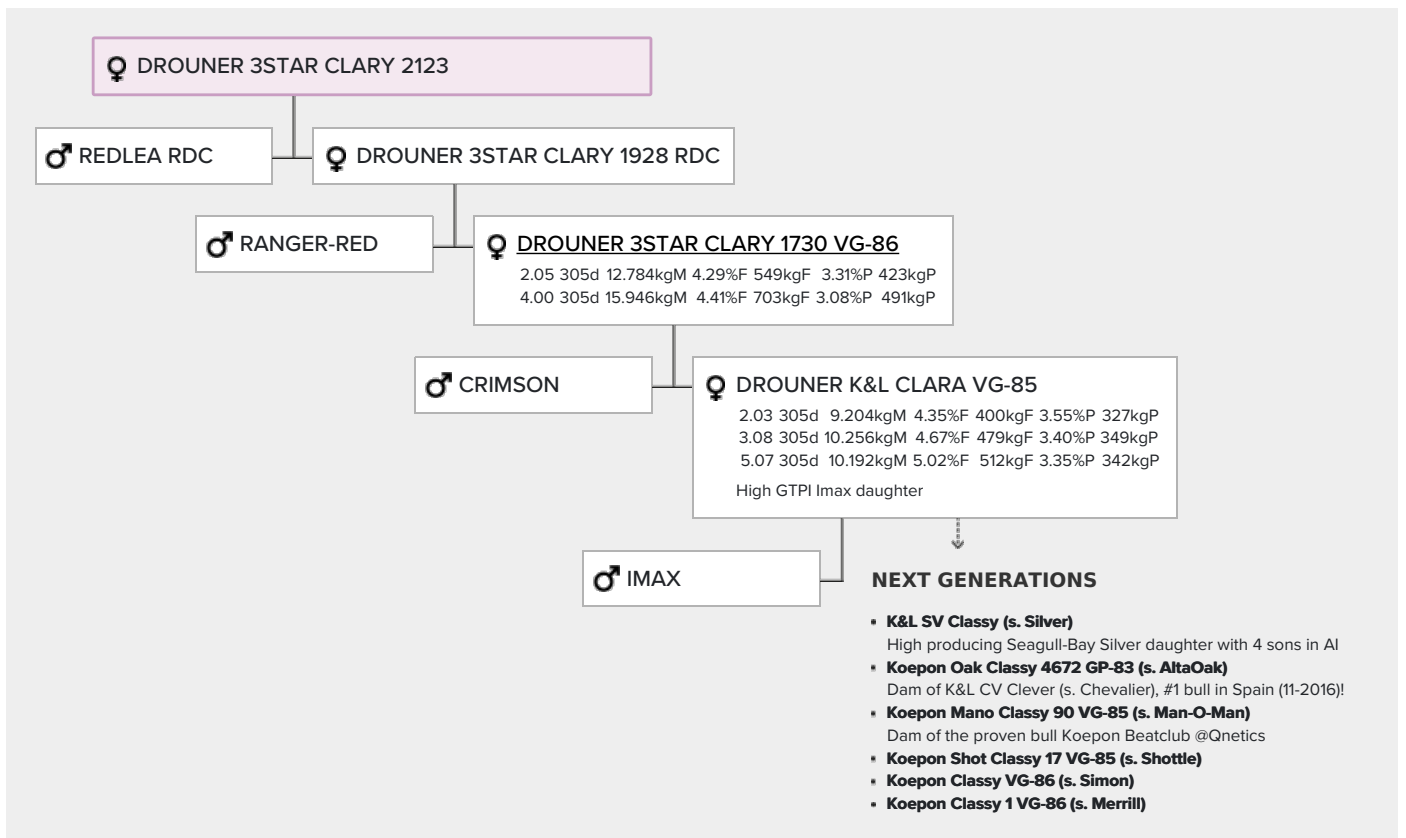 DROUNER 3STAR CLARY 2123
REDLEA RDC
DROUNER 3STAR CLARY 1928 RDC
RANGER-RED
DROUNER 3STAR CLARY 1730 VG-86
2.05 305d 12.784kgM 4.29%F 549kgF 3.31%P 423kgP
4.00 305d 15.946kgM 4.41%F 703kgF 3.08%P 491kgP
CRIMSON
DROUNER K&L CLARA VG-85
2.03 305d 9.204kgM 4.35%F 400kgF 3.55%P 327kgP
3.08 305d 10.256kgM 4.67%F 479kgF 3.40%P 349kgP
5.07 305d 10.192kgM 5.02%F 512kgF 3.35%P 342kgP
High GTPI Imax daughter
IMAX
NEXT GENERATIONS
▪ K&L SV Classy (s. Silver)
High producing Seagull-Bay Silver daughter with 4 sons in AI
▪ Koepon Oak Classy 4672 GP-83 (s. AltaOak)
Dam of K&L CV Clever (s. Chevalier), #1 bull in Spain (11-2016)!
▪ Koepon Mano Classy 90 VG-85 (s. Man-O-Man)
Dam of the proven bull Koepon Beatclub @Qnetics
▪ Koepon Shot Classy 17 VG-85 (s. Shottle)
▪ Koepon Classy VG-86 (s. Simon)
▪ Koepon Classy 1 VG-86 (s. Merrill)